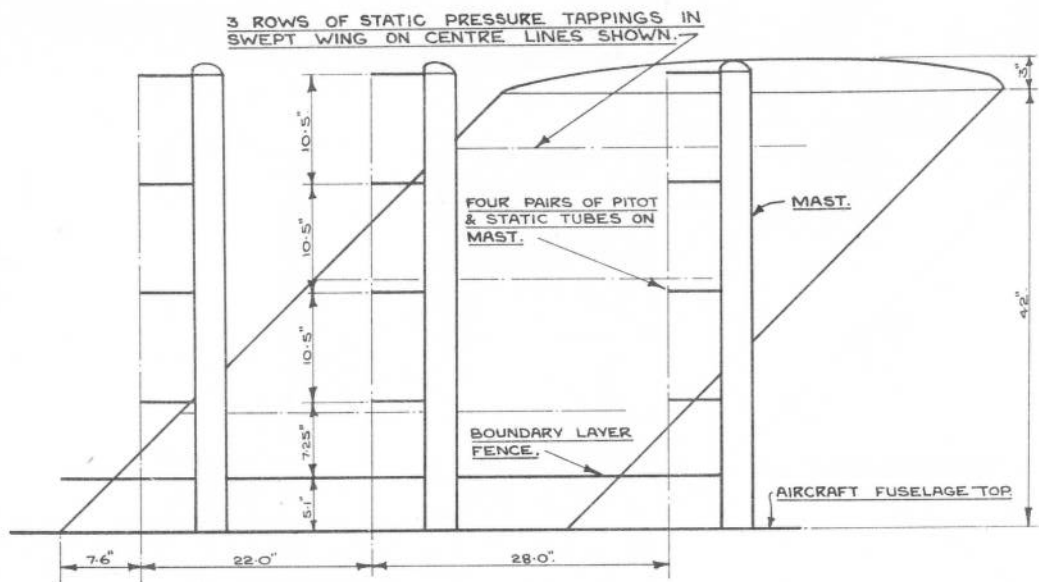 3 ROWS OF STATIC PRESSURE TAPPINGS IN
SWEPT WING ON CENTRE LINES SHOWN.
3"
10·5"
FOUR PAIRS OF PITOT
& STATIC TUBES ON
MAST.
MAST.
10·5"
42"
10·5"
BOUNDARY LAYER
FENCE.
7·25"
5·1"
AIRCRAFT FUSELAGE TOP
7·6"
22·0"
28·0"